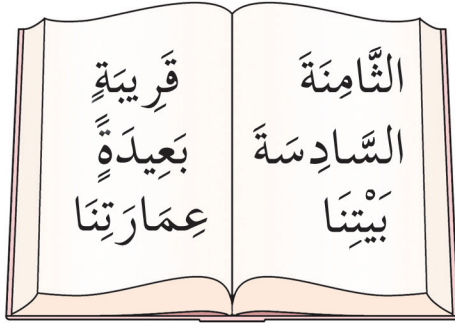 الثَّامِنَةَ قَرِيبَةٍ
السَّادِسَةَ بَعِيدَةً
بَيْتِنَا عِمَارَتِنَا